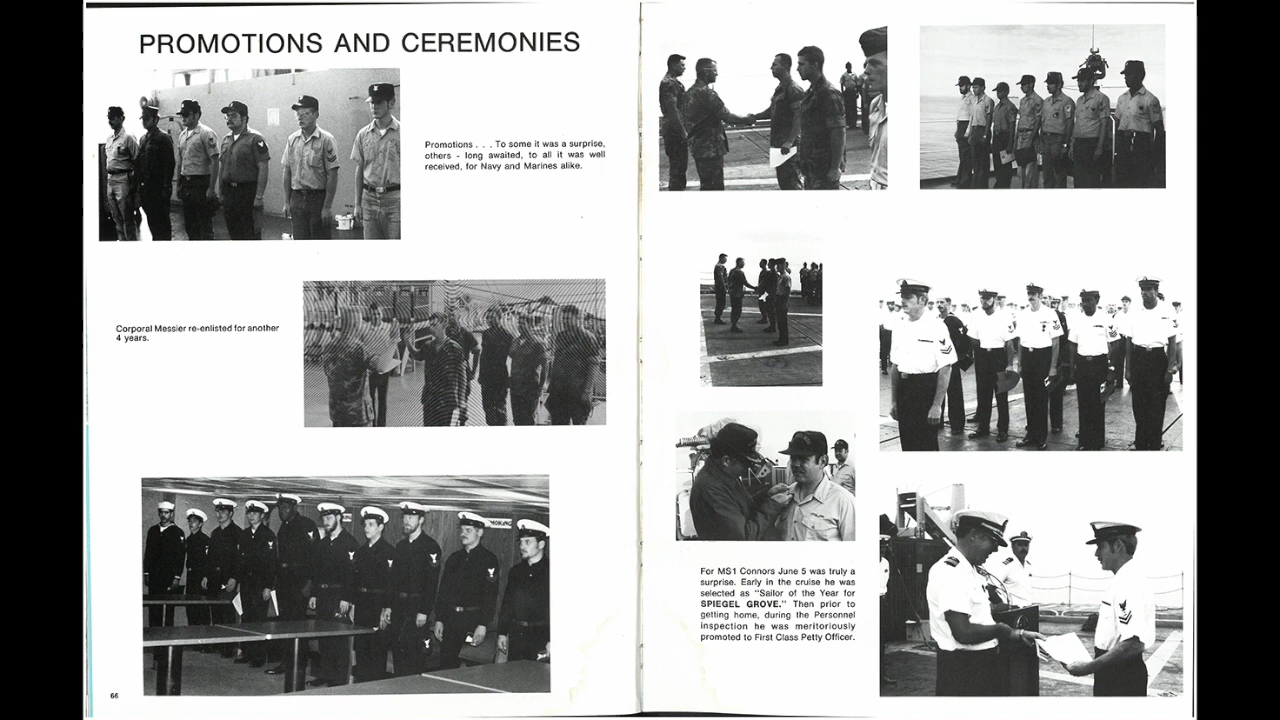 PROMOTIONS AND CEREMONIES
Promotions . . . To some it was a surprise,
others - long awaited, to all it was well
received, for Navy and Marines alike.
Corporal Messier re-enlisted for another
4 years.
MOKING
66
For MS1 Connors June 5 was truly a
surprise. Early in the cruise he was
selected as "Sailor of the Year for
SPIEGEL GROVE." Then prior to
getting home, during the Personnel
inspection he was meritoriously
promoted to First Class Petty Officer.